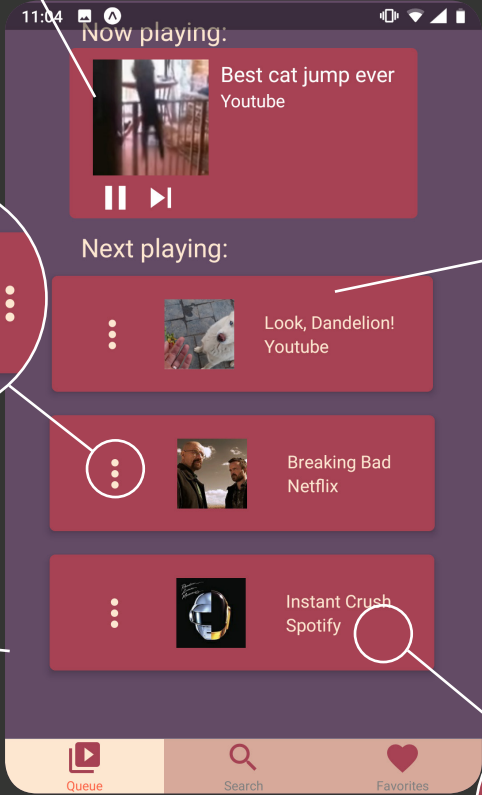 11:04
Now playing:
Best cat jump ever
Youtube
Next playing:
Look, Dandelion!
Youtube
Breaking Bad
Netflix
Instant Crush
Spotify
Queue
Search
Favorites